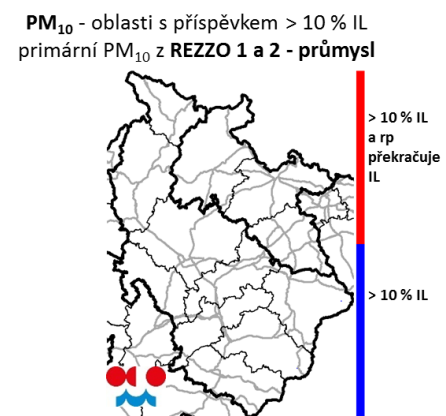 PM10 - oblasti s příspěvkem > 10 % IL
primární PM10 z REZZO 1 a 2 - průmysl
> 10 % IL
a rp
překračuje
IL
> 10 % IL